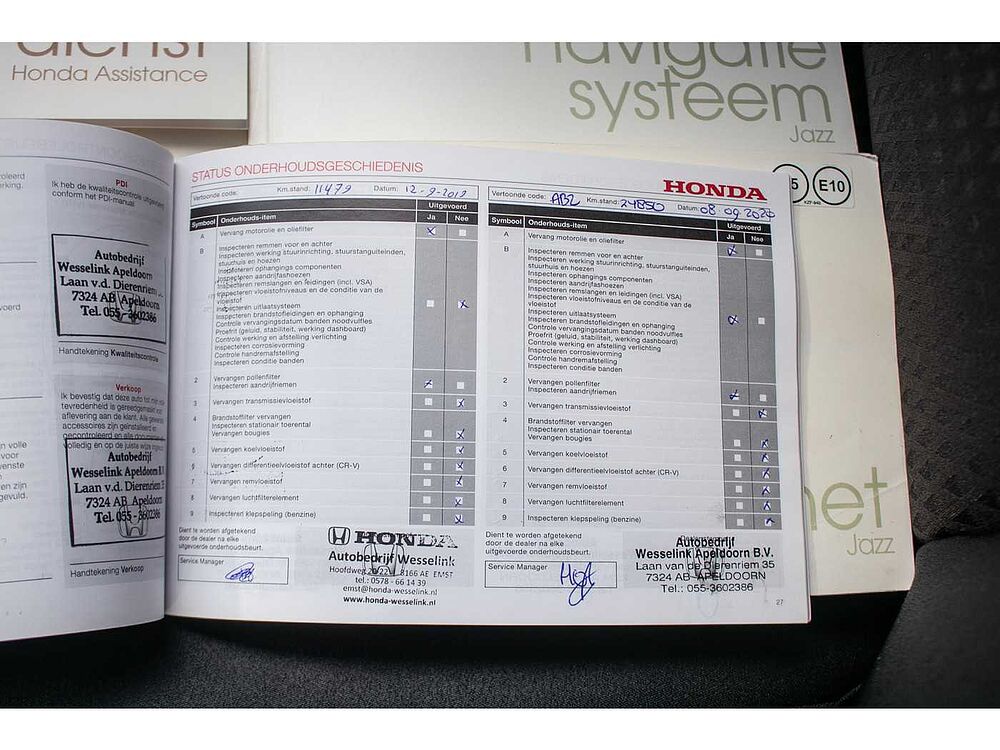 dienst
Honda Assistance
navigatie
systeem
Jazz
E10
net
Jazz
PDI
Ik heb de kwaliteitscontrole uitgevoerd
conform het PDI-manual
Autobedrijf
Wesselink Apeldoorn
Laan v.d. Dierenriem
7324 AB Apeldoorn
Tel. 055-3602386
Handtekening Kwaliteitscontrole
Verkoop
Ik bevestig dat deze auto tot mijn
tevredenheid is gereedgemaakt voor
aflevering aan de klant. Alle
accessoires zijn geïnstalleerd en
gecontroleerd en alle
volledig en op de juiste wijze
Autobedrijf
Wesselink Apeldoorn B.V.
Laan v.d. Dierenriem
7324 AB Apeldoorn
Tel. 055-3602386
Handtekening Verkoop
STATUS ONDERHOUDSGESCHIEDENIS
HONDA
Vertoonde code: Km.stand: 11479 Datum: 12-9-2019
Uitgevoerd
Symbool Onderhouds-item Ja Nee
A Vervang motorolie en oliefilter
B Inspecteren remmen voor en achter
Inspecteren werking stuurinrichting, stuurstanguiteinden,
stuurhuis en hoezen
Inspecteren ophangings componenten
Inspecteren aandrijfashoezen
Inspecteren remslangen en leidingen (incl. VSA)
Inspecteren vloeistofniveaus en de conditie van de
vloeistof
Inspecteren uitlaatsysteem
Inspecteren brandstofleidingen en ophanging
Controle vervangingsdatum banden noodvulfles
Proefrit (geluid, stabiliteit, werking dashboard)
Controle werking en afstelling verlichting
Inspecteren corrosievorming
Controle handremafstelling
Inspecteren conditie banden
2 Vervangen pollenfilter
Inspecteren aandrijfriemen
3 Vervangen transmissievloeistof
4 Brandstoffilter vervangen
Inspecteren stationair toerental
Vervangen bougies
5 Vervangen koelvloeistof
6 Vervangen differentieelvloeistof achter (CR-V)
7 Vervangen remvloeistof
8 Vervangen luchtfilterelement
9 Inspecteren klepspeling (benzine)
Dient te worden afgetekend
door de dealer na elke
uitgevoerde onderhoudsbeurt.
Service Manager
HONDA
Autobedrijf Wesselink
Hoofdweg 20/22 8166 AE EMST
tel.: 0578 - 66 14 39
emst@honda-wesselink.nl
www.honda-wesselink.nl
Vertoonde code: AB2 Km.stand: 24850 Datum: 08 09 2020
Uitgevoerd
Symbool Onderhouds-item Ja Nee
A Vervang motorolie en oliefilter
B Inspecteren remmen voor en achter
Inspecteren werking stuurinrichting, stuurstanguiteinden,
stuurhuis en hoezen
Inspecteren ophangings componenten
Inspecteren aandrijfashoezen
Inspecteren remslangen en leidingen (incl. VSA)
Inspecteren vloeistofniveaus en de conditie van de
vloeistof
Inspecteren uitlaatsysteem
Inspecteren brandstofleidingen en ophanging
Controle vervangingsdatum banden noodvulfles
Proefrit (geluid, stabiliteit, werking dashboard)
Controle werking en afstelling verlichting
Inspecteren corrosievorming
Controle handremafstelling
Inspecteren conditie banden
2 Vervangen pollenfilter
Inspecteren aandrijfriemen
3 Vervangen transmissievloeistof
4 Brandstoffilter vervangen
Inspecteren stationair toerental
Vervangen bougies
5 Vervangen koelvloeistof
6 Vervangen differentieelvloeistof achter (CR-V)
7 Vervangen remvloeistof
8 Vervangen luchtfilterelement
9 Inspecteren klepspeling (benzine)
Dient te worden afgetekend
door de dealer na elke
uitgevoerde onderhoudsbeurt.
Service Manager
Autobedrijf
Wesselink Apeldoorn B.V.
Laan van de Dierenriem 35
7324 AB APELDOORN
Tel.: 055-3602386
27